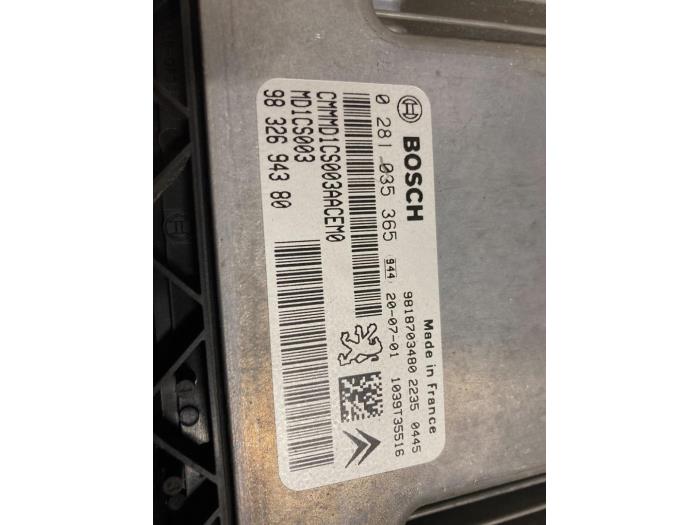 BOSCH
Made in France
0 281 035 365
944
9818703480 2235 0445
20-07-01
1039T35516
CMMMD1CS003AACEM0
MD1CS003
98 326 943 80